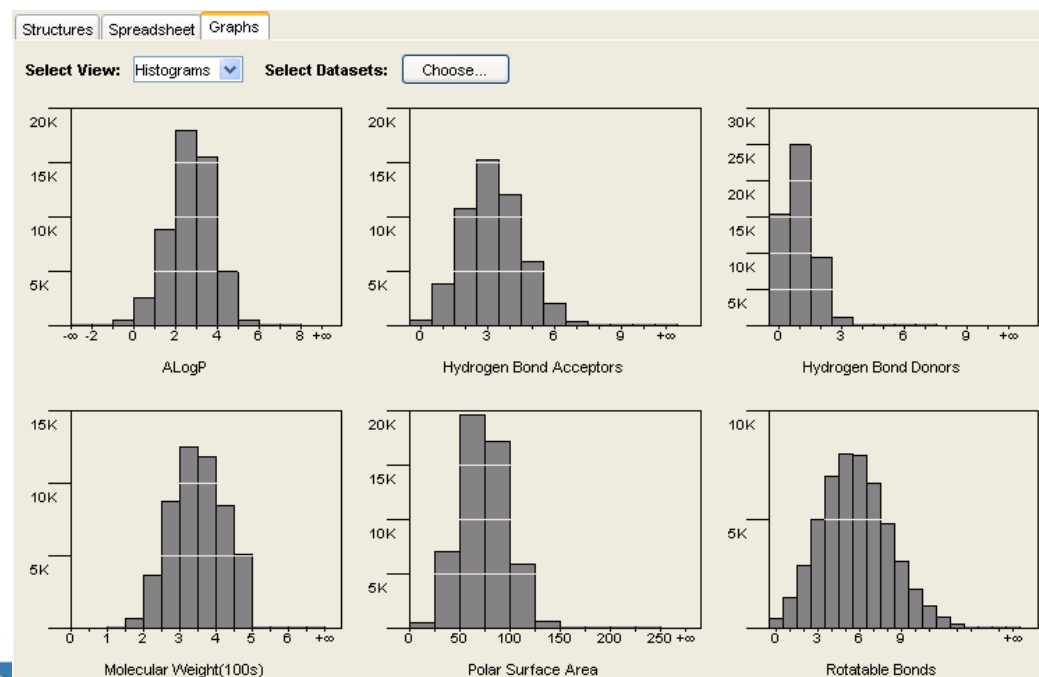 Structures Spreadsheet Graphs
Select View: Histograms Select Datasets: Choose...
20K
15K
10K
5K
-∞ -2 0 2 4 6 8 +∞
ALogP
20K
15K
10K
5K
0 3 6 9 +∞
Hydrogen Bond Acceptors
30K
25K
20K
15K
10K
5K
0 3 6 9 +∞
Hydrogen Bond Donors
15K
10K
5K
0 1 2 3 4 5 6 +∞
Molecular Weight(100s)
20K
15K
10K
5K
0 50 100 150 200 250 +∞
Polar Surface Area
10K
5K
0 3 6 9 +∞
Rotatable Bonds